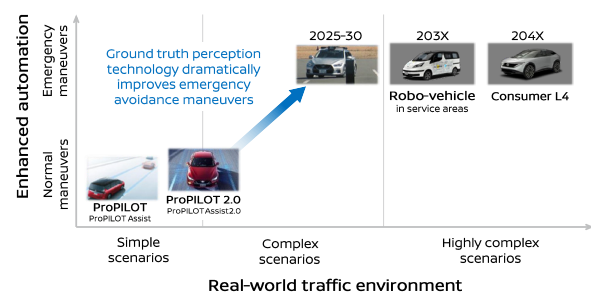 Enhanced automation
Emergency
maneuvers
Normal
maneuvers
Ground truth perception
technology dramatically
improves emergency
avoidance maneuvers
2025-30
203X
204X
Robo-vehicle
in service areas
Consumer L4
ProPILOT
ProPILOT Assist
ProPILOT 2.0
ProPILOT Assist2.0
Simple
scenarios
Complex
scenarios
Highly complex
scenarios
Real-world traffic environment